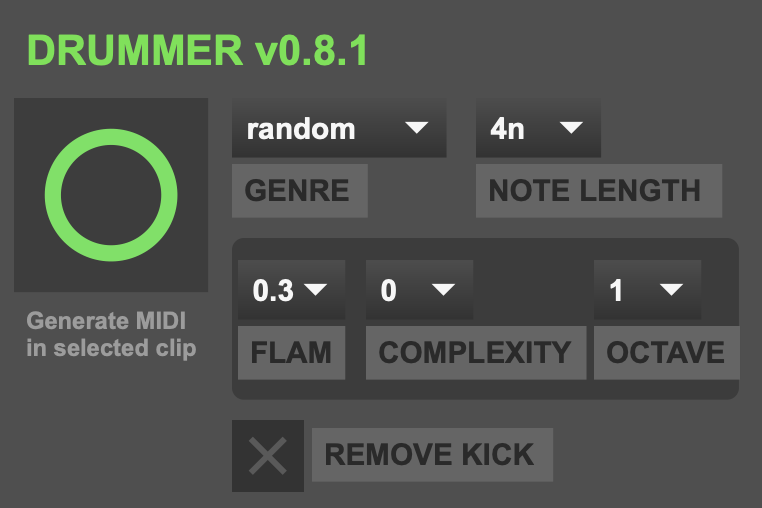 DRUMMER v0.8.1
random
4n
GENRE
NOTE LENGTH
Generate MIDI
in selected clip
0.3
0
1
FLAM
COMPLEXITY
OCTAVE
REMOVE KICK